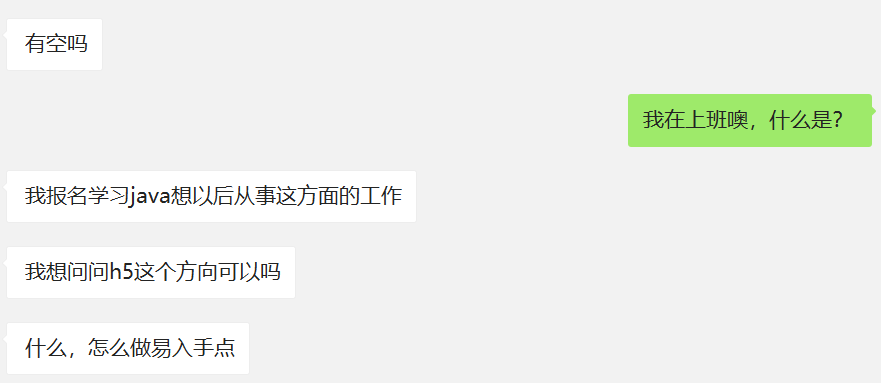 有空吗
我在上班噢，什么是？
我报名学习java想以后从事这方面的工作
我想问问h5这个方向可以吗
什么，怎么做易入手点